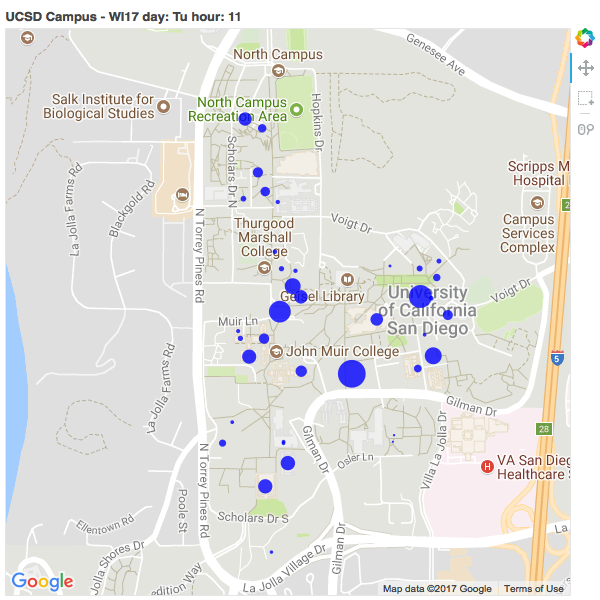 UCSD Campus - WI17 day: Tu hour: 11
Genesee Ave
North Campus
Salk Institute for
Biological Studies
North Campus
Recreation Area
Hopkins Dr
Scholars Dr N
La Jolla Farms Rd
Blackgold Rd
Scripps M
Hospital
2
Campus
Services
Complex
Voigt Dr
Thurgood
Marshall
College
N Torrey Pines Rd
Geisel Library
University
of California
San Diego
Voigt Dr
Muir Ln
John Muir College
5
La Jolla Farms Rd
Gilman Dr
28
N Torrey Pines Rd
Gilman Dr
Osler Ln
Villa La Jolla Dr
H
VA San Dieg
Healthcare
Poole St
Ellentown Rd
Scholars Dr S
La
La Jolla Shores Dr
Gilman Dr
La Jolla Village Dr
edition Way
Google
Map data ©2017 Google
Terms of Use